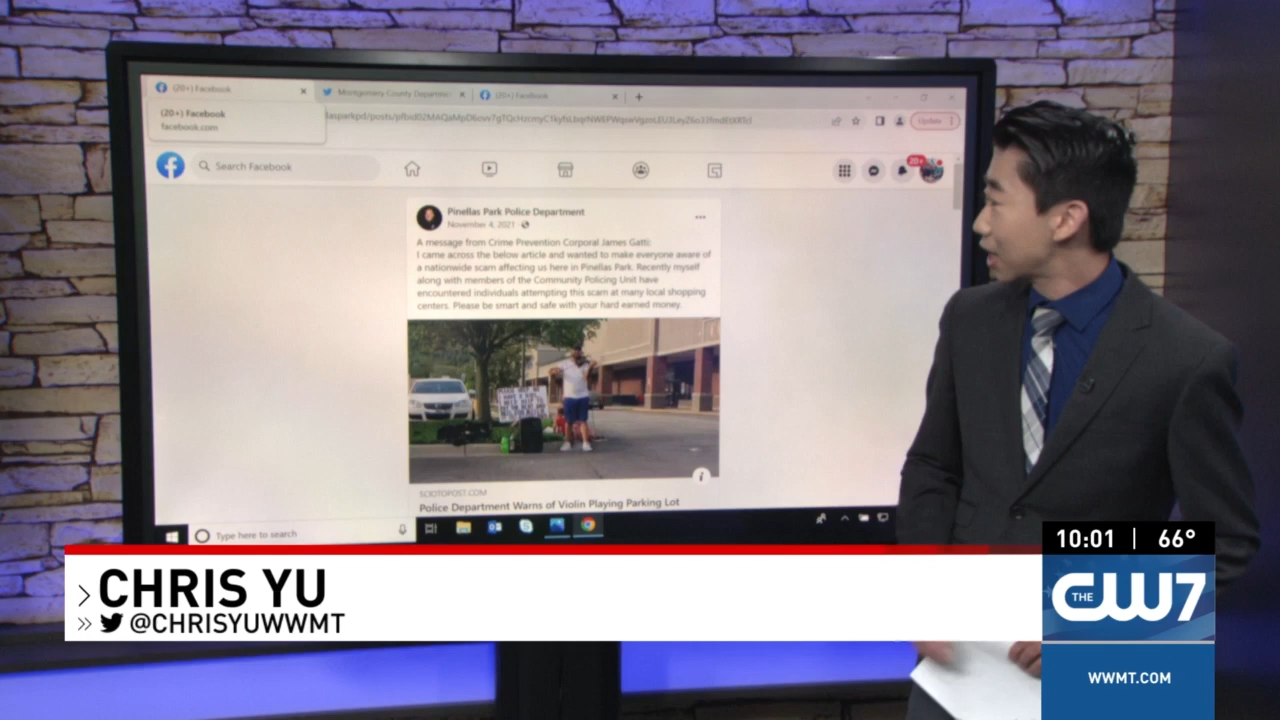 (20+) Facebook
Montgomery County Departmen
(20+) Facebook
(20+) Facebook
facebook.com
Update
Search Facebook
20+
Pinellas Park Police Department
November 4, 2021
A message from Crime Prevention Corporal James Gatti:
I came across the below article and wanted to make everyone aware of
a nationwide scam affecting us here in Pinellas Park. Recently myself
along with members of the Community Policing Unit have
encountered individuals attempting this scam at many local shopping
centers. Please be smart and safe with your hard earned money.
SCIOTOPOST.COM
Police Department Warns of Violin Playing Parking Lot
Type here to search
CHRIS YU
@CHRISYUWWMT
10:01 | 66°
THE CW7
WWMT.COM